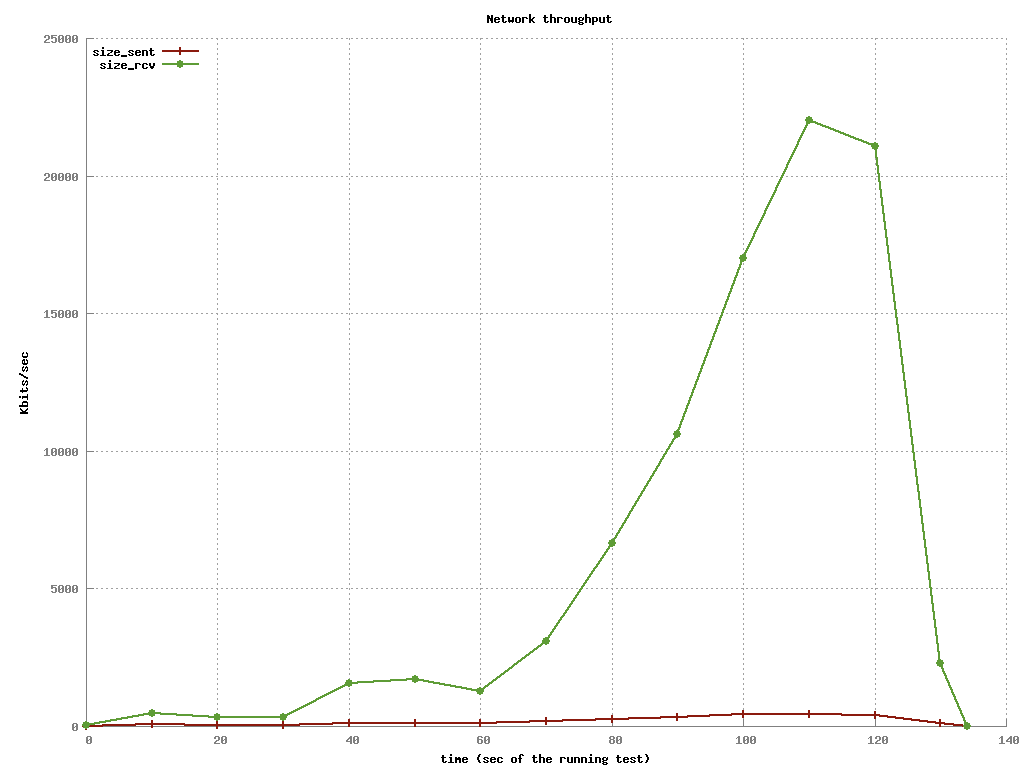 Network throughput
size_sent
size_rcv
25000
20000
15000
10000
5000
0
Kbits/sec
0 20 40 60 80 100 120 140
time (sec of the running test)